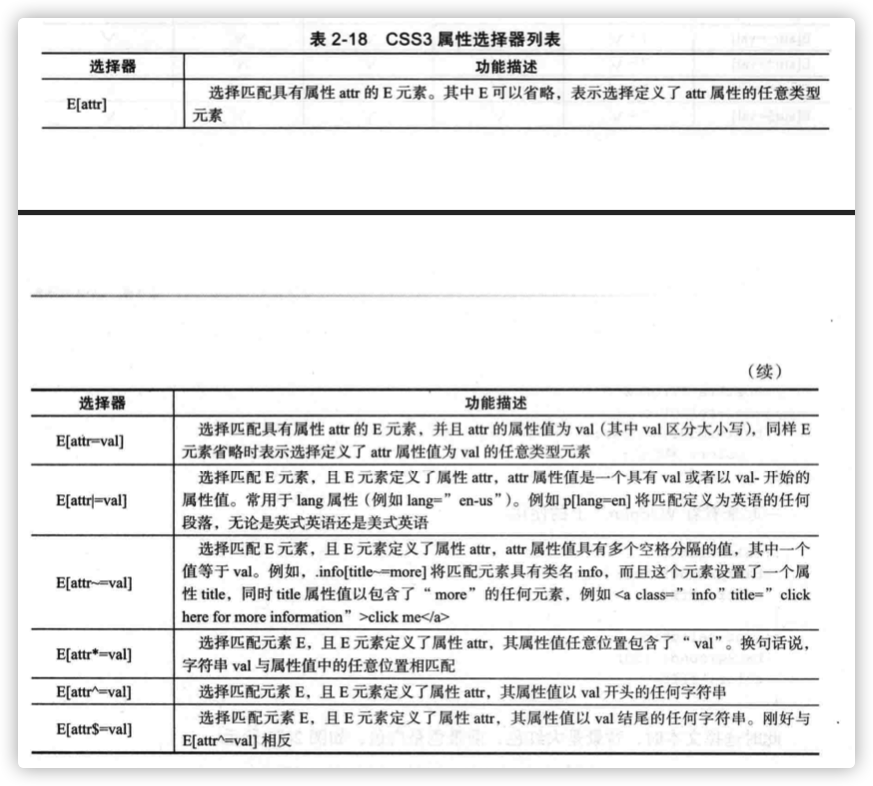 表 2-18 CSS3 属性选择器列表
选择器 功能描述
E[attr] 选择匹配具有属性 attr 的 E 元素。其中 E 可以省略，表示选择定义了 attr 属性的任意类型
元素
（续）
选择器 功能描述
E[attr=val] 选择匹配具有属性 attr 的 E 元素，并且 attr 的属性值为 val（其中 val 区分大小写），同样 E
元素省略时表示选择定义了 attr 属性值为 val 的任意类型元素
E[attr|=val] 选择匹配 E 元素，且 E 元素定义了属性 attr，attr 属性值是一个具有 val 或者以 val- 开始的
属性值。常用于 lang 属性（例如 lang=” en-us”）。例如 p[lang=en] 将匹配定义为英语的任何
段落，无论是英式英语还是美式英语
E[attr~=val] 选择匹配 E 元素，且 E 元素定义了属性 attr，attr 属性值具有多个空格分隔的值，其中一个
值等于 val。例如，.info[title~=more] 将匹配元素具有类名 info，而且这个元素设置了一个属
性 title，同时 title 属性值以包含了“more”的任何元素，例如 <a class=” info” title=” click
here for more information” >click me</a>
E[attr*=val] 选择匹配元素 E，且 E 元素定义了属性 attr，其属性值任意位置包含了“val”。换句话说，
字符串 val 与属性值中的任意位置相匹配
E[attr^=val] 选择匹配元素 E，且 E 元素定义了属性 attr，其属性值以 val 开头的任何字符串
E[attr$=val] 选择匹配元素 E，且 E 元素定义了属性 attr，其属性值以 val 结尾的任何字符串。刚好与
E[attr^=val] 相反